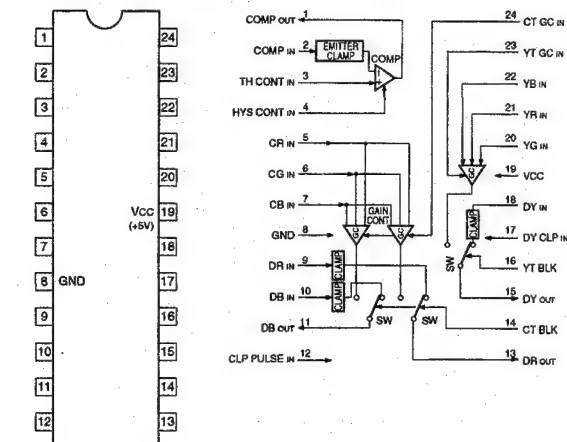 1 24
2 23
3 22
4 21
5 20
6 VCC 19
(+5V)
7 18
8 GND 17
9 16
10 15
11 14
12 13
COMP OUT 1
COMP IN 2 EMITTER CLAMP COMP
TH CONT IN 3
HYS CONT IN 4
CR IN 5
CG IN 6
CB IN 7
GAIN CONT
GND 8 GC GC
DR IN 9 CLAMP
DB IN 10 CLAMP
DB OUT 11 SW SW
CLP PULSE IN 12
24 CT GC IN
23 YT GC IN
22 YB IN
21 YR IN
20 YG IN
GC 19 VCC
18 DY IN
CLAMP 17 DY CLP IN
SW 16 YT BLK
15 DY OUT
14 CT BLK
13 DR OUT